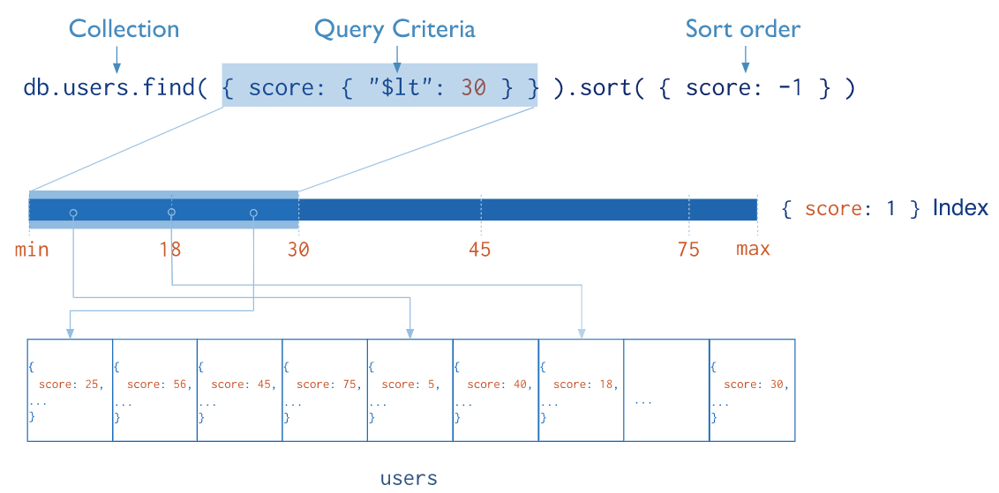 Collection Query Criteria Sort order
db.users.find( { score: { "$lt": 30 } } ).sort( { score: -1 } )
{ score: 1 } Index
min 18 30 45 75 max
{ { { { { { { {
score: 25, score: 56, score: 45, score: 75, score: 5, score: 40, score: 18, score: 30,
... ... ... ... ... ... ... ... ...
} } } } } } } }
users